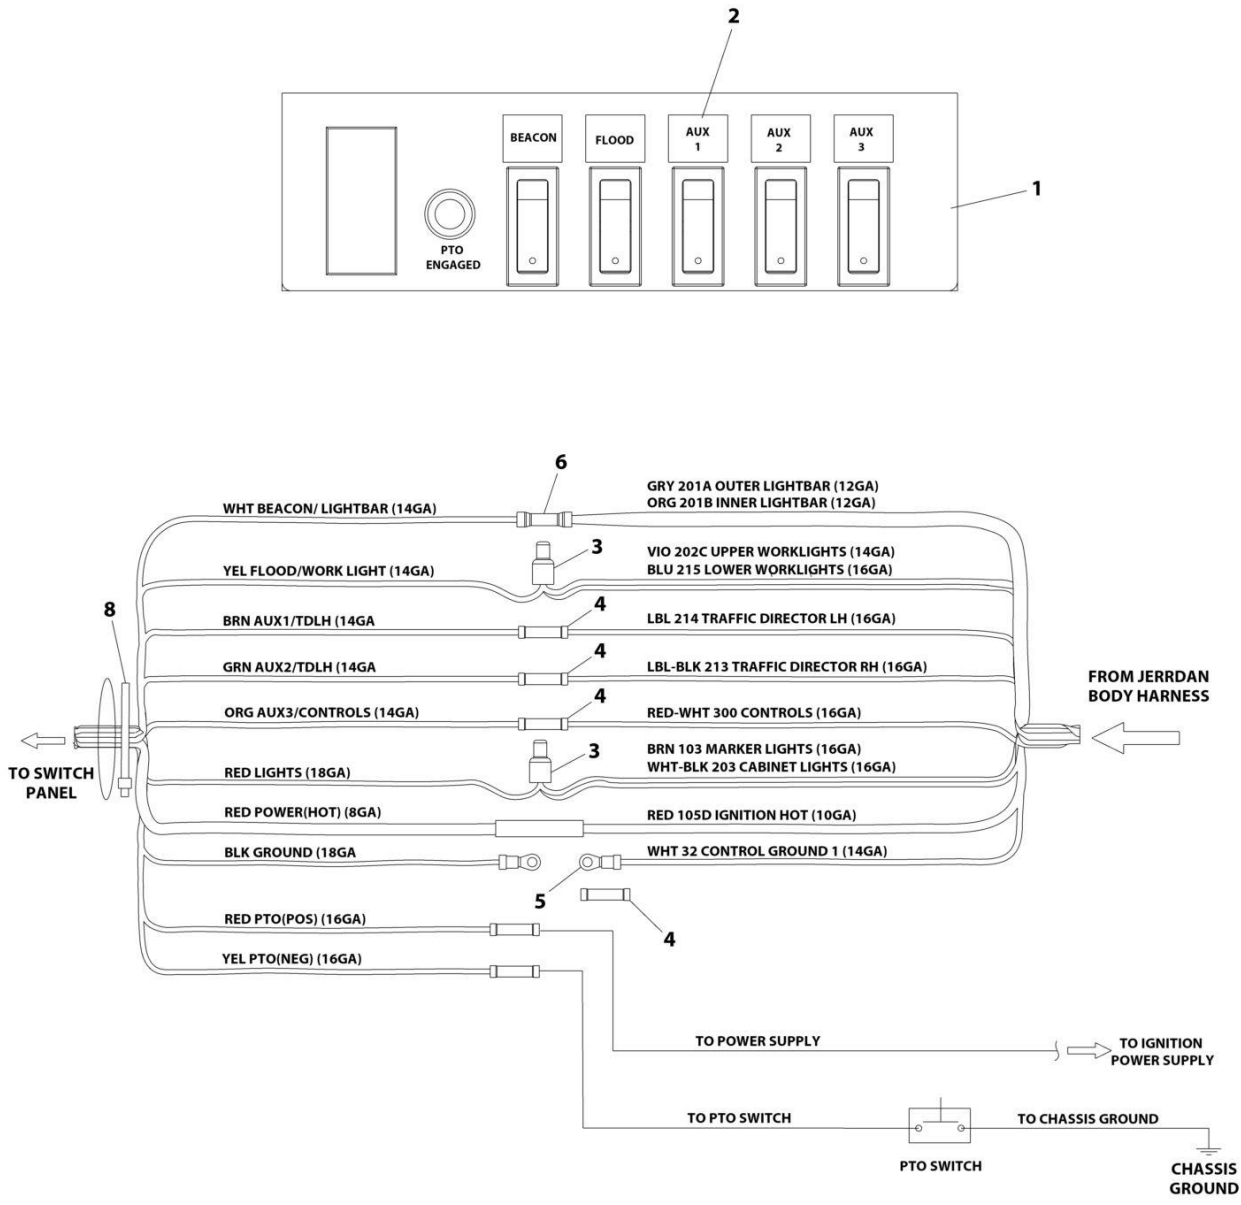 2
BEACON
FLOOD
AUX
1
AUX
2
AUX
3
1
PTO
ENGAGED
6
GRY 201A OUTER LIGHTBAR (12GA)
ORG 201B INNER LIGHTBAR (12GA)
WHT BEACON/ LIGHTBAR (14GA)
3
VIO 202C UPPER WORKLIGHTS (14GA)
BLU 215 LOWER WORKLIGHTS (16GA)
YEL FLOOD/WORK LIGHT (14GA)
8
4
BRN AUX1/TDLH (14GA
LBL 214 TRAFFIC DIRECTOR LH (16GA)
4
GRN AUX2/TDLH (14GA
LBL-BLK 213 TRAFFIC DIRECTOR RH (16GA)
FROM JERRDAN
BODY HARNESS
4
ORG AUX3/CONTROLS (14GA)
RED-WHT 300 CONTROLS (16GA)
3
BRN 103 MARKER LIGHTS (16GA)
WHT-BLK 203 CABINET LIGHTS (16GA)
TO SWITCH
PANEL
RED LIGHTS (18GA)
RED POWER(HOT) (8GA)
RED 105D IGNITION HOT (10GA)
BLK GROUND (18GA
WHT 32 CONTROL GROUND 1 (14GA)
5
4
RED PTO(POS) (16GA)
YEL PTO(NEG) (16GA)
TO POWER SUPPLY
TO IGNITION
POWER SUPPLY
TO PTO SWITCH
TO CHASSIS GROUND
PTO SWITCH
CHASSIS
GROUND